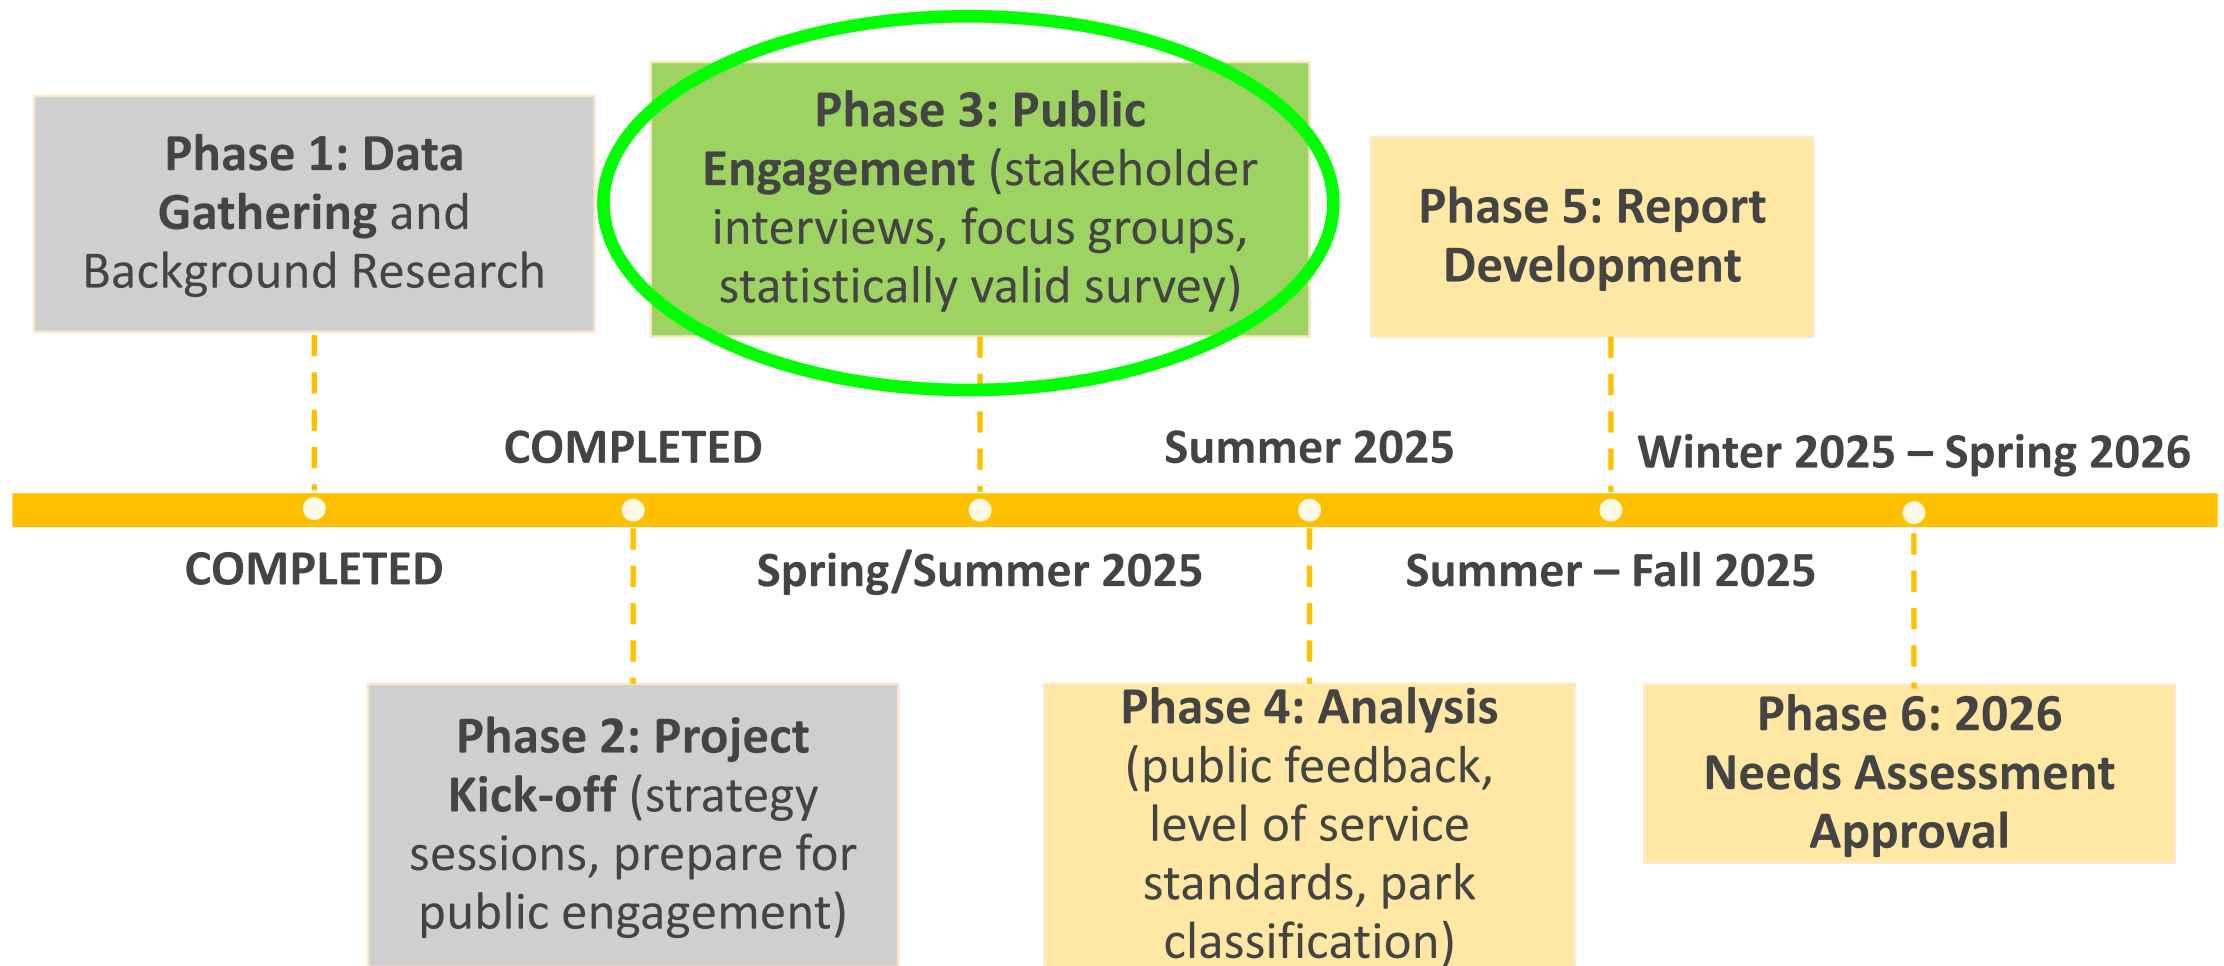 Phase 1: Data
Gathering and
Background Research
Phase 3: Public
Engagement (stakeholder
interviews, focus groups,
statistically valid survey)
Phase 5: Report
Development
COMPLETED
Summer 2025
Winter 2025 – Spring 2026
COMPLETED
Spring/Summer 2025
Summer – Fall 2025
Phase 2: Project
Kick-off (strategy
sessions, prepare for
public engagement)
Phase 4: Analysis
(public feedback,
level of service
standards, park
classification)
Phase 6: 2026
Needs Assessment
Approval